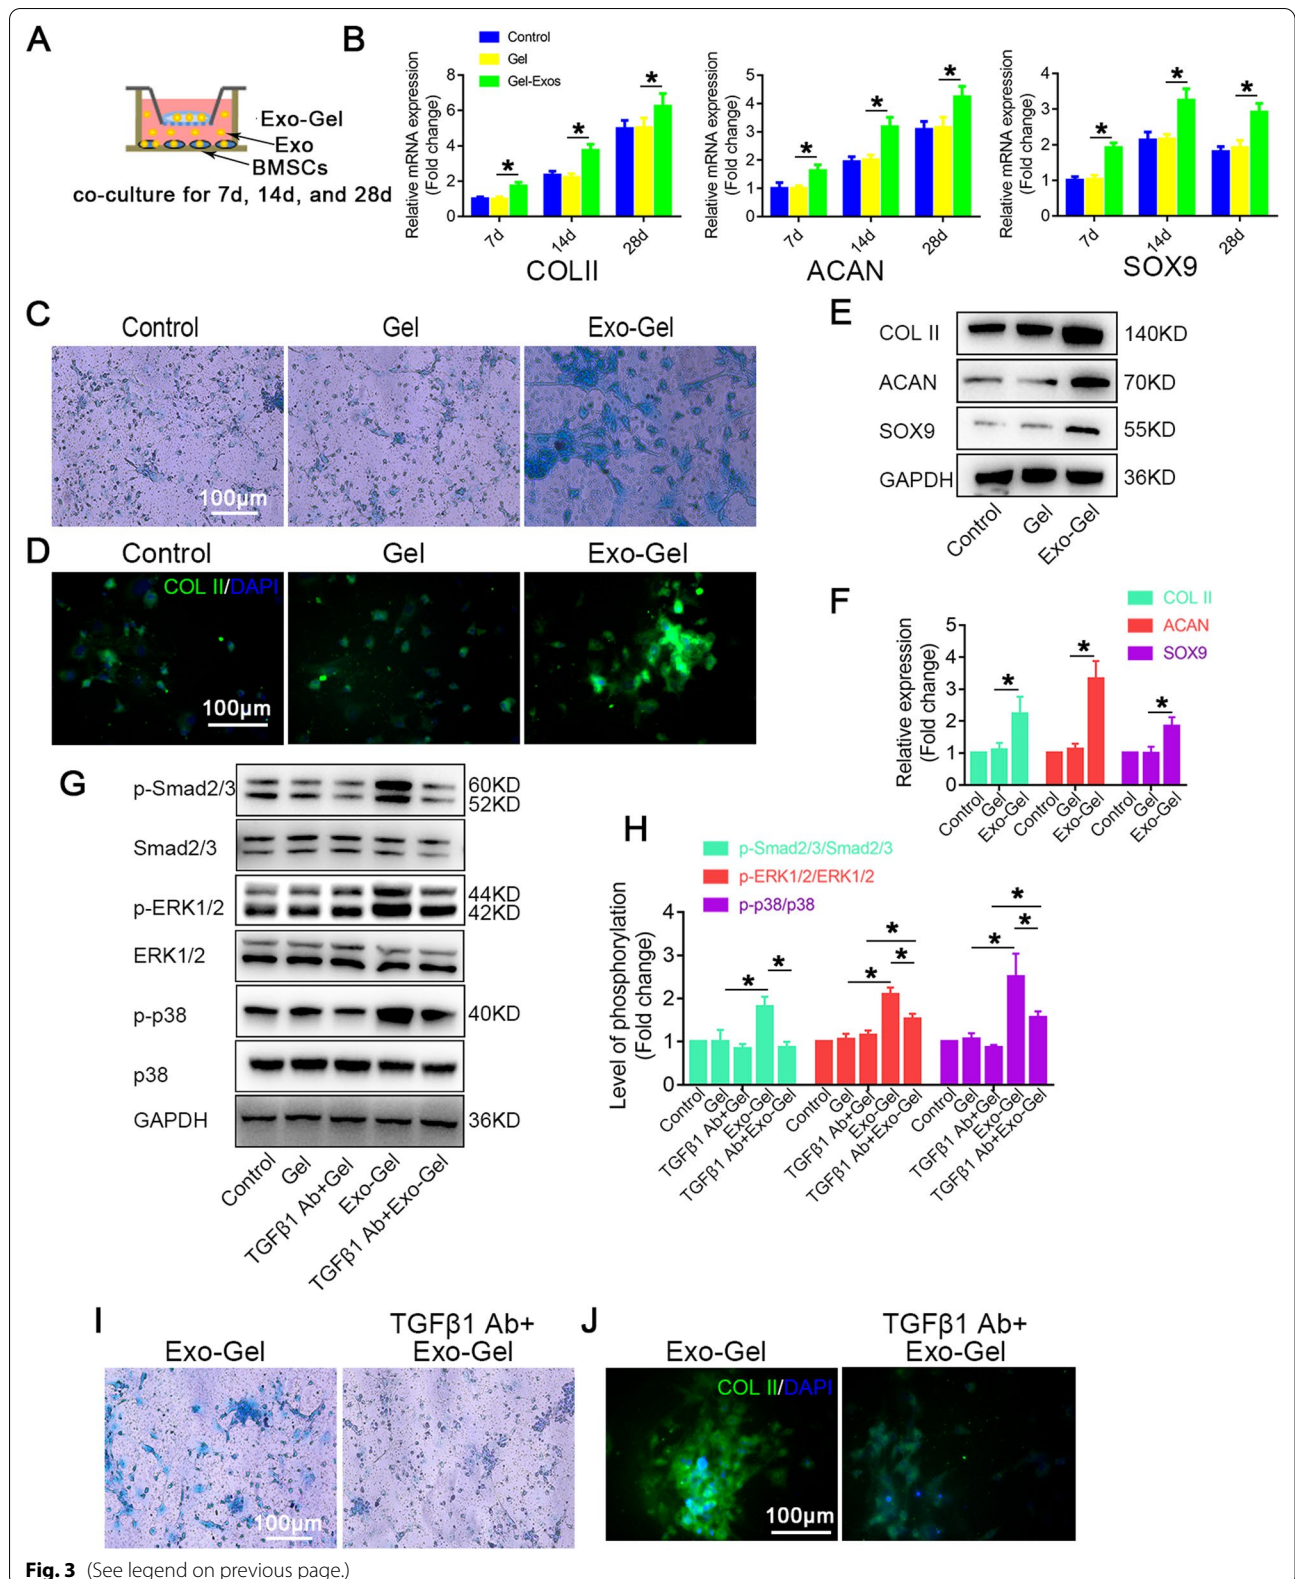 A
Exo-Gel
Exo
BMSCs
co-culture for 7d, 14d, and 28d
B
Control
Gel
Gel-Exos
Relative mRNA expression
(Fold change)
8
6
4
2
0
*
*
*
7d
14d
28d
COLII
Relative mRNA expression
(Fold change)
5
4
3
2
1
0
*
*
*
7d
14d
28d
ACAN
Relative mRNA expression
(Fold change)
4
3
2
1
0
*
*
*
7d
14d
28d
SOX9
C
Control
Gel
Exo-Gel
100μm
D
Control
Gel
Exo-Gel
COL II/DAPI
100μm
E
COL II
140KD
ACAN
70KD
SOX9
55KD
GAPDH
36KD
Control
Gel
Exo-Gel
F
COL II
ACAN
SOX9
Relative expression
(Fold change)
5
4
3
2
1
0
*
*
*
Control
Gel
Exo-Gel
Control
Gel
Exo-Gel
Control
Gel
Exo-Gel
G
p-Smad2/3
60KD
52KD
Smad2/3
p-ERK1/2
44KD
42KD
ERK1/2
p-p38
40KD
p38
GAPDH
36KD
Control
Gel
TGFβ1 Ab+Gel
Exo-Gel
TGFβ1 Ab+Exo-Gel
H
p-Smad2/3/Smad2/3
p-ERK1/2/ERK1/2
p-p38/p38
Level of phosphorylation
(Fold change)
4
3
2
1
0
*
*
*
*
*
*
*
*
Control
Gel
TGFβ1 Ab+Gel
Exo-Gel
TGFβ1 Ab+Exo-Gel
Control
Gel
TGFβ1 Ab+Gel
Exo-Gel
TGFβ1 Ab+Exo-Gel
Control
Gel
TGFβ1 Ab+Gel
Exo-Gel
TGFβ1 Ab+Exo-Gel
I
Exo-Gel
TGFβ1 Ab+
Exo-Gel
100μm
J
Exo-Gel
TGFβ1 Ab+
Exo-Gel
COL II/DAPI
100μm
Fig. 3 (See legend on previous page.)